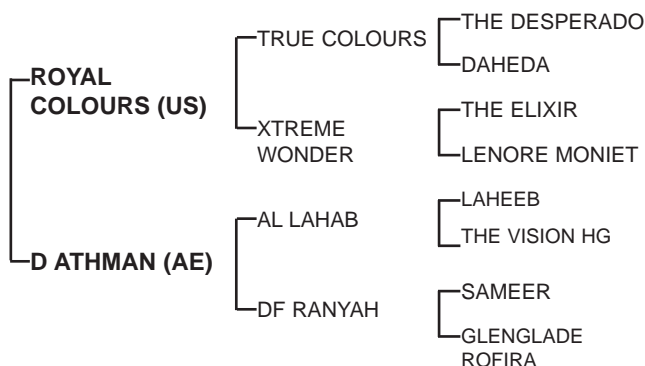 THE DESPERADO
TRUE COLOURS
DAHEDA
ROYAL
COLOURS (US)
THE ELIXIR
XTREME
WONDER
LENORE MONIET
LAHEEB
AL LAHAB
THE VISION HG
D ATHMAN (AE)
SAMEER
DF RANYAH
GLENGLADE
ROFIRA